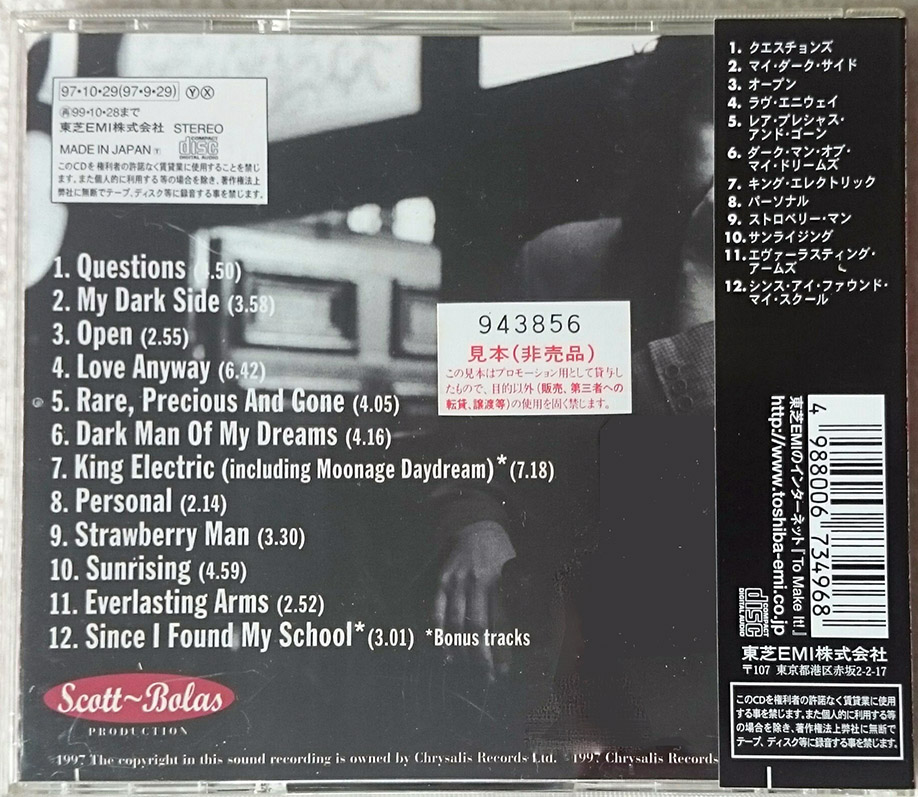 97・10・29(97・9・29) Ⓨ Ⓧ
再99・10・28まで
東芝EMI株式会社 STEREO
MADE IN JAPAN Ⓣ COMPACT disc DIGITAL AUDIO
このCDを権利者の許諾なく賃貸業に使用することを禁じ
ます。また個人的に利用する等の場合を除き、著作権法上
弊社に無断でテープ、ディスク等に録音する事を禁じます。
1. Questions (4.50)
2. My Dark Side (3.58)
3. Open (2.55)
4. Love Anyway (6.42)
5. Rare, Precious And Gone (4.05)
6. Dark Man Of My Dreams (4.16)
7. King Electric (including Moonage Daydream)* (7.18)
8. Personal (2.14)
9. Strawberry Man (3.30)
10. Sunrising (4.59)
11. Everlasting Arms (2.52)
12. Since I Found My School* (3.01) *Bonus tracks
943856
見本(非売品)
この見本はプロモーション用として貸与し
たもので、目的以外(販売、第三者への
転貸、譲渡等)の使用を固く禁じます。
Scott~Bolas
PRODUCTION
1997 The copyright in this sound recording is owned by Chrysalis Records Ltd. 1997 Chrysalis Records
1. クエスチョンズ
2. マイ・ダーク・サイド
3. オープン
4. ラヴ・エニウェイ
5. レア・プレシャス・
アンド・ゴーン
6. ダーク・マン・オブ・
マイ・ドリームズ
7. キング・エレクトリック
8. パーソナル
9. ストロベリー・マン
10. サンライジング
11. エヴァーラスティング・
アームズ
12. シンス・アイ・ファウンド・
マイ・スクール
4 988006 734968
東芝EMIのインターネット『To Make It!』
http://www.toshiba-emi.co.jp
COMPACT disc DIGITAL AUDIO
東芝EMI株式会社
〒107 東京都港区赤坂2-2-17
このCDを権利者の許諾なく賃貸業に使用
する事を禁じます。また個人的に利用する等
の場合を除き、著作権法上弊社に無断で
テープ、ディスク等に録音する事を禁じます。